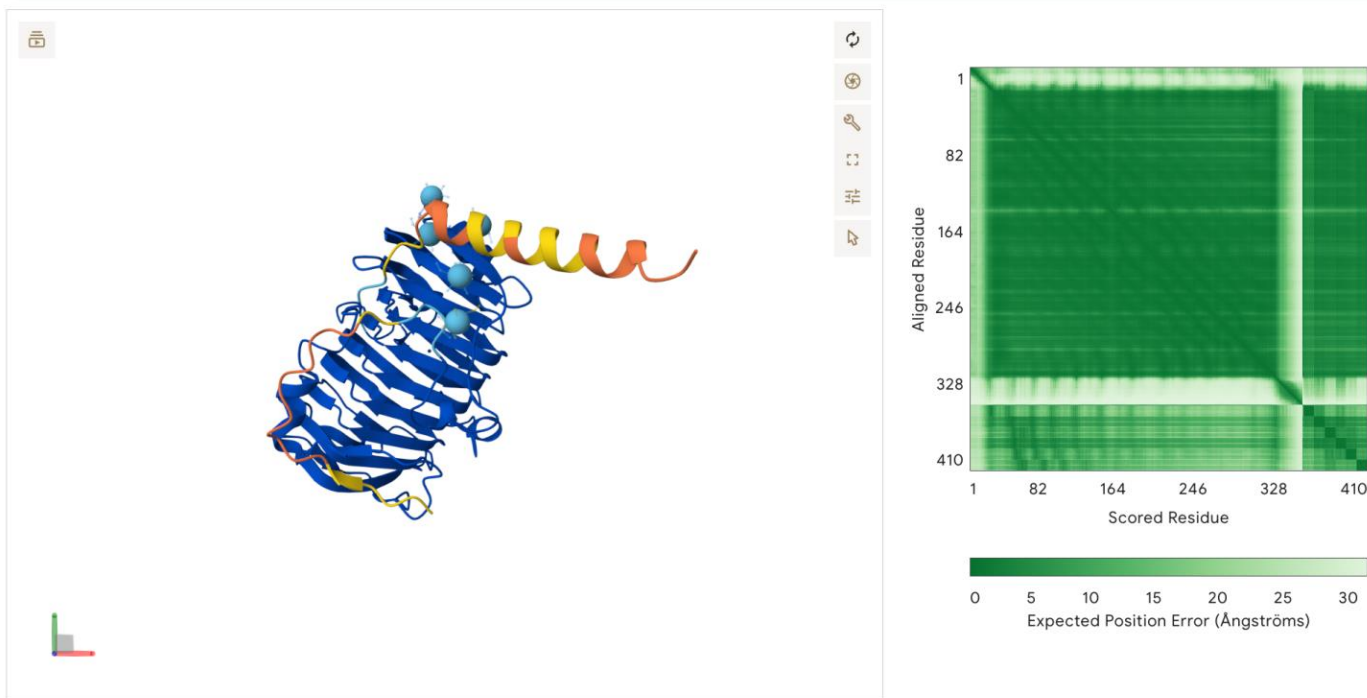 Aligned Residue
1
82
164
246
328
410
1 82 164 246 328 410
Scored Residue
0 5 10 15 20 25 30
Expected Position Error (Ångströms)